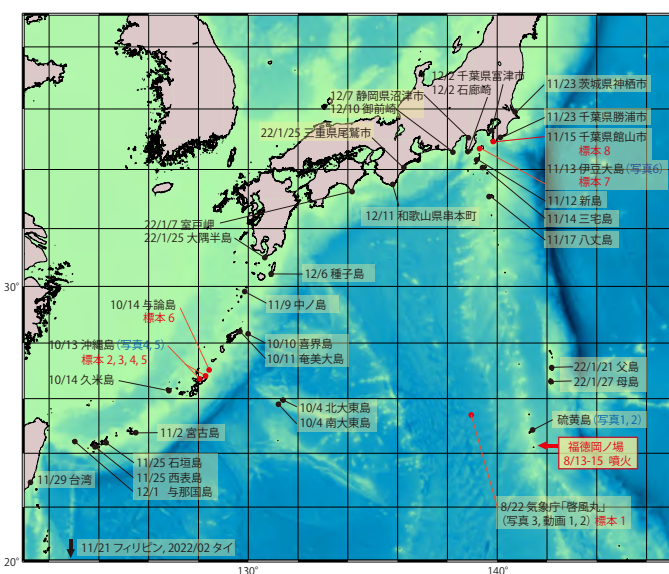 12/2 千葉県富津市
12/2 石廊崎
12/7 静岡県沼津市
12/10 御前崎
22/1/25 三重県尾鷲市
11/23 茨城県神栖市
11/23 千葉県勝浦市
11/15 千葉県館山市
標本 8
11/13 伊豆大島 (写真6)
標本 7
11/12 新島
11/14 三宅島
11/17 八丈島
12/11 和歌山県串本町
22/1/7 室戸岬
22/1/25 大隅半島
12/6 種子島
30°
11/9 中ノ島
10/14 与論島
標本 6
10/13 沖縄島 (写真4, 5)
標本 2, 3, 4, 5
10/10 喜界島
10/11 奄美大島
10/14 久米島
22/1/21 父島
22/1/27 母島
10/4 北大東島
10/4 南大東島
硫黄島 (写真1, 2)
11/2 宮古島
福徳岡ノ場
8/13-15 噴火
11/25 石垣島
11/25 西表島
12/1 与那国島
11/29 台湾
8/22 気象庁「啓風丸」
(写真 3, 動画 1, 2) 標本 1
11/21 フィリピン, 2022/02 タイ
20°
130°
140°